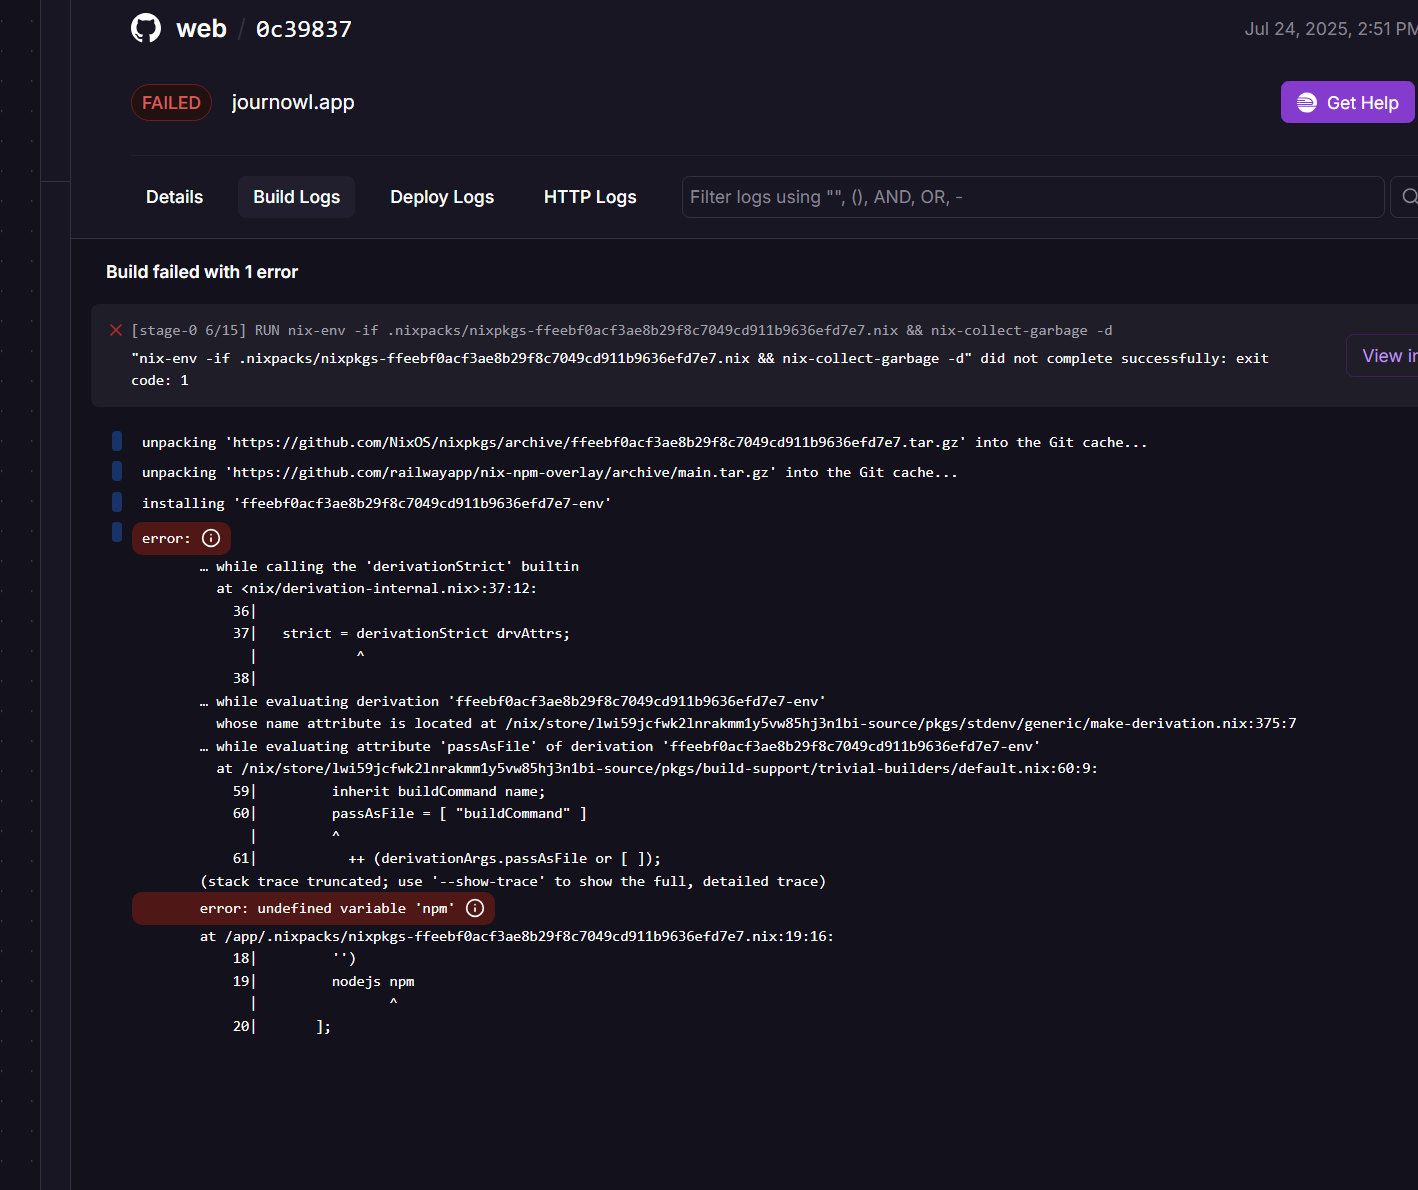 web / 0c39837
Jul 24, 2025, 2:51 PM
FAILED journowl.app
Get Help
Details Build Logs Deploy Logs HTTP Logs Filter logs using "", (), AND, OR, -
Build failed with 1 error
[stage-0 6/15] RUN nix-env -if .nixpacks/nixpkgs-ffeebf0acf3ae8b29f8c7049cd911b9636efd7e7.nix && nix-collect-garbage -d
"nix-env -if .nixpacks/nixpkgs-ffeebf0acf3ae8b29f8c7049cd911b9636efd7e7.nix && nix-collect-garbage -d" did not complete successfully: exit
code: 1
View in
unpacking 'https://github.com/NixOS/nixpkgs/archive/ffeebf0acf3ae8b29f8c7049cd911b9636efd7e7.tar.gz' into the Git cache...
unpacking 'https://github.com/railwayapp/nix-npm-overlay/archive/main.tar.gz' into the Git cache...
installing 'ffeebf0acf3ae8b29f8c7049cd911b9636efd7e7-env'
error:
… while calling the 'derivationStrict' builtin
at <nix/derivation-internal.nix>:37:12:
36|
37| strict = derivationStrict drvAttrs;
| ^
38|
… while evaluating derivation 'ffeebf0acf3ae8b29f8c7049cd911b9636efd7e7-env'
whose name attribute is located at /nix/store/lwi59jcfwk2lnrakmm1y5vw85hj3n1bi-source/pkgs/stdenv/generic/make-derivation.nix:375:7
… while evaluating attribute 'passAsFile' of derivation 'ffeebf0acf3ae8b29f8c7049cd911b9636efd7e7-env'
at /nix/store/lwi59jcfwk2lnrakmm1y5vw85hj3n1bi-source/pkgs/build-support/trivial-builders/default.nix:60:9:
59| inherit buildCommand name;
60| passAsFile = [ "buildCommand" ]
| ^
61| ++ (derivationArgs.passAsFile or [ ]);
(stack trace truncated; use '--show-trace' to show the full, detailed trace)
error: undefined variable 'npm'
at /app/.nixpacks/nixpkgs-ffeebf0acf3ae8b29f8c7049cd911b9636efd7e7.nix:19:16:
18| '')
19| nodejs npm
| ^
20| ];